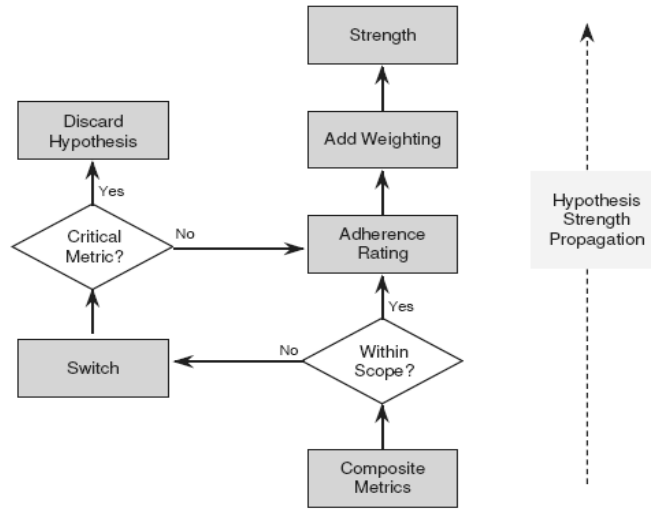 Strength
Discard
Hypothesis
Add Weighting
Yes
Critical
Metric?
No
Adherence
Rating
Hypothesis
Strength
Propagation
Yes
No
Switch
Within
Scope?
Composite
Metrics